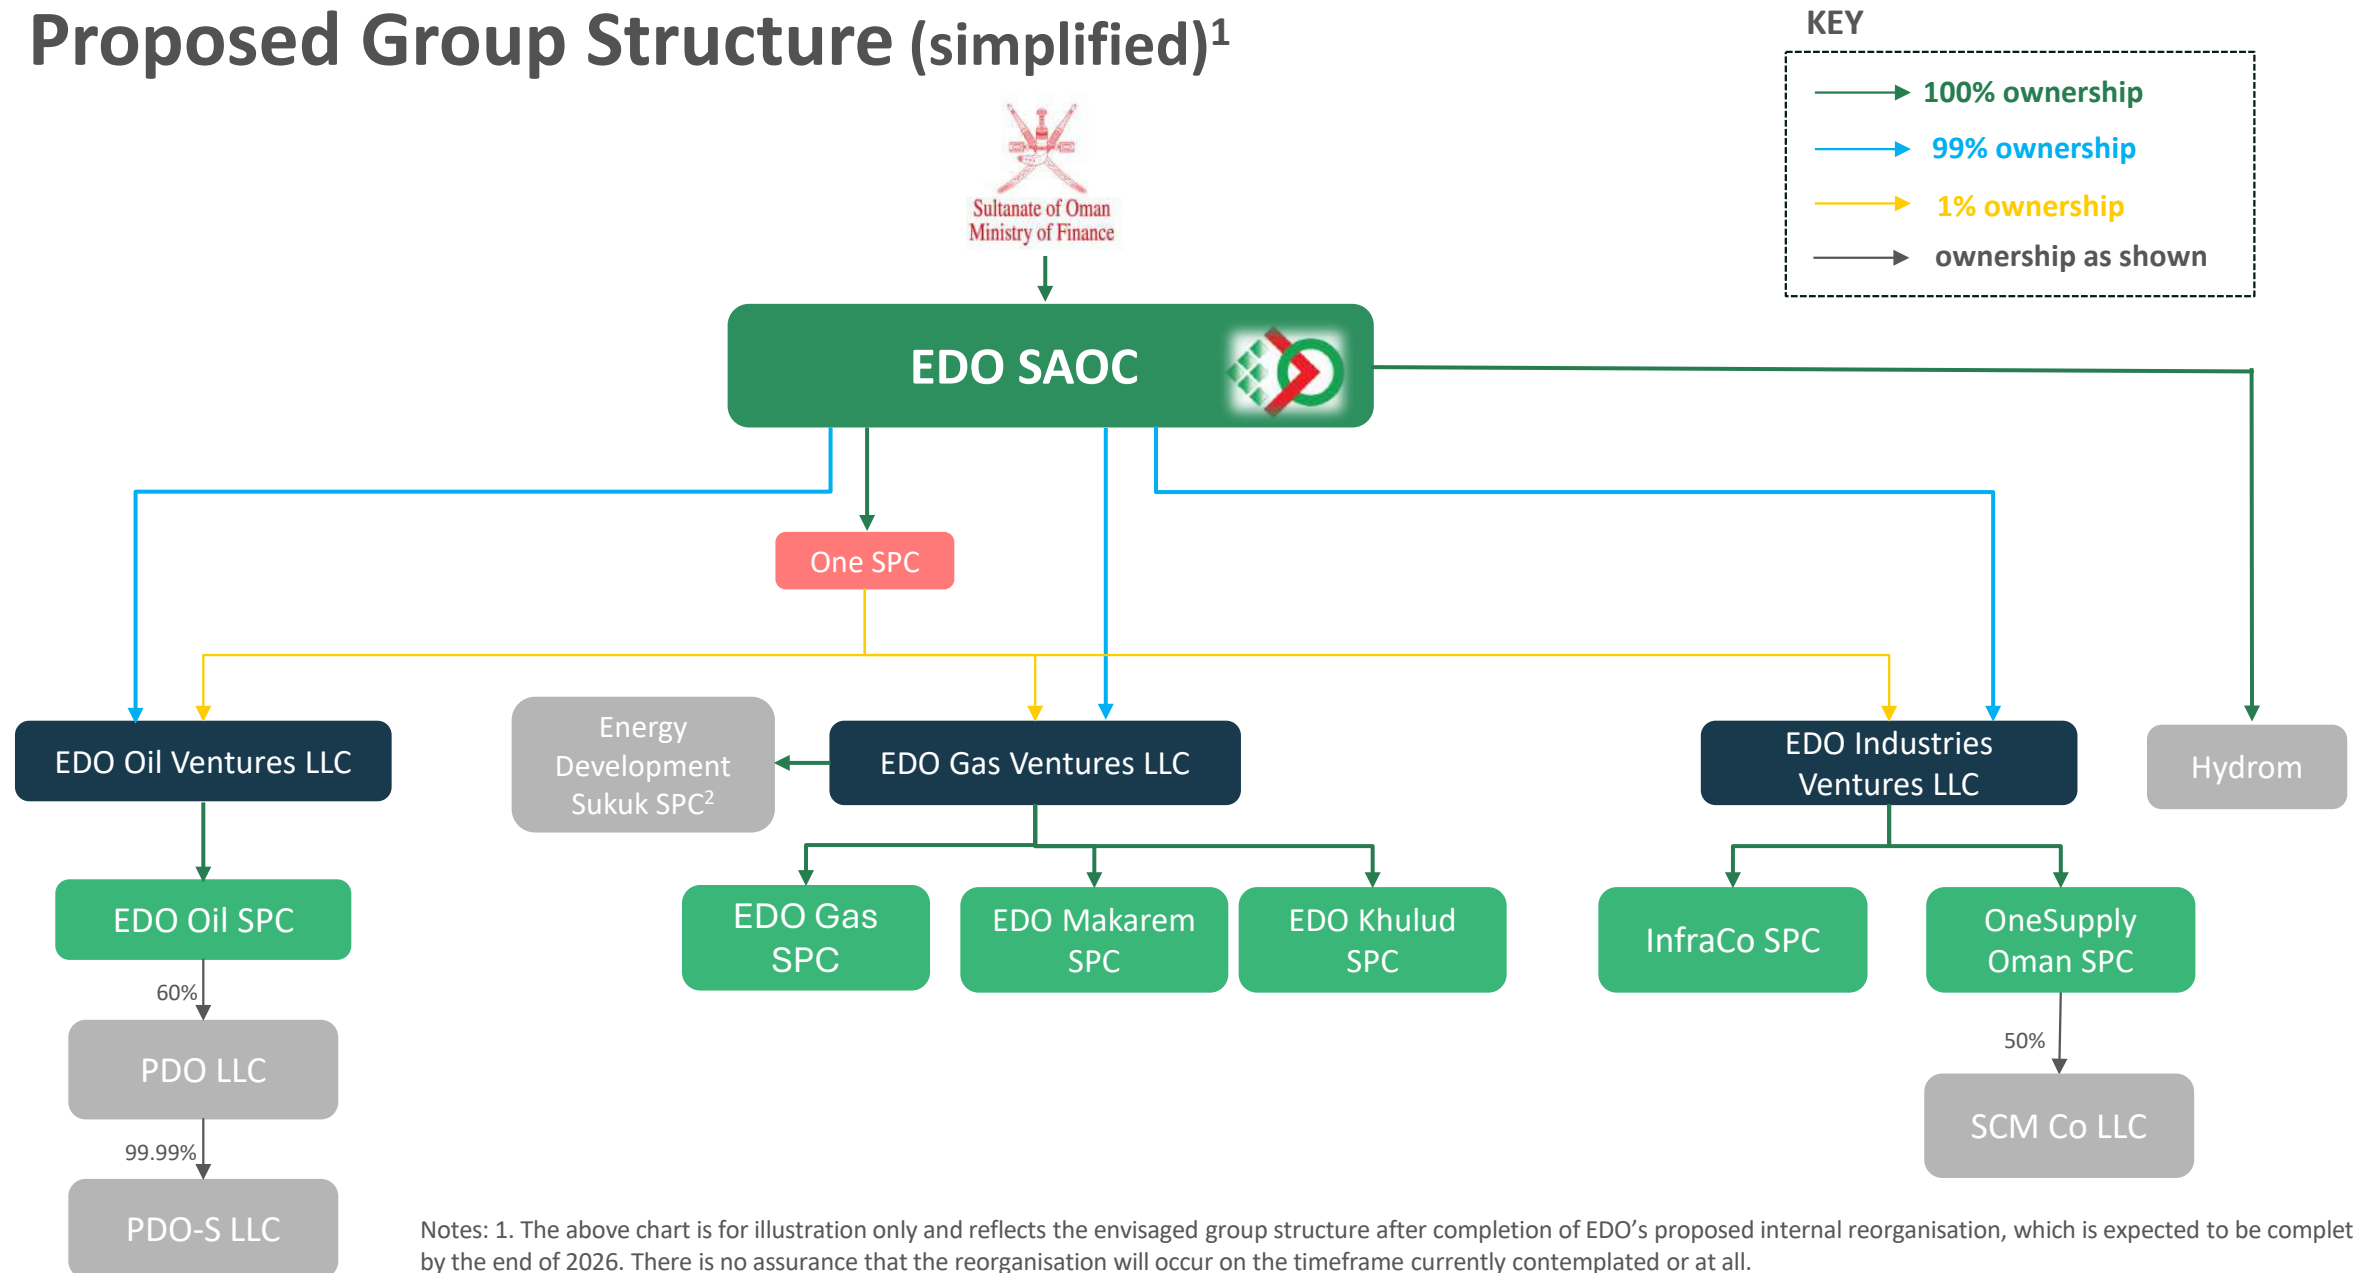 Proposed Group Structure (simplified)¹
KEY
100% ownership
99% ownership
1% ownership
ownership as shown
Sultanate of Oman
Ministry of Finance
EDO SAOC
One SPC
EDO Oil Ventures LLC
Energy
Development
Sukuk SPC²
EDO Gas Ventures LLC
EDO Industries
Ventures LLC
Hydrom
EDO Oil SPC
EDO Gas
SPC
EDO Makarem
SPC
EDO Khulud
SPC
InfraCo SPC
OneSupply
Oman SPC
60%
50%
PDO LLC
SCM Co LLC
99.99%
PDO-S LLC
Notes: 1. The above chart is for illustration only and reflects the envisaged group structure after completion of EDO’s proposed internal reorganisation, which is expected to be complet
by the end of 2026. There is no assurance that the reorganisation will occur on the timeframe currently contemplated or at all.